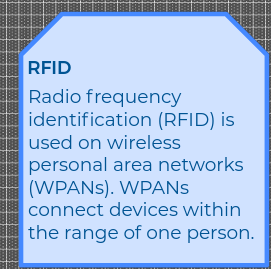 RFID
Radio frequency
identification (RFID) is
used on wireless
personal area networks
(WPANs). WPANs
connect devices within
the range of one person.